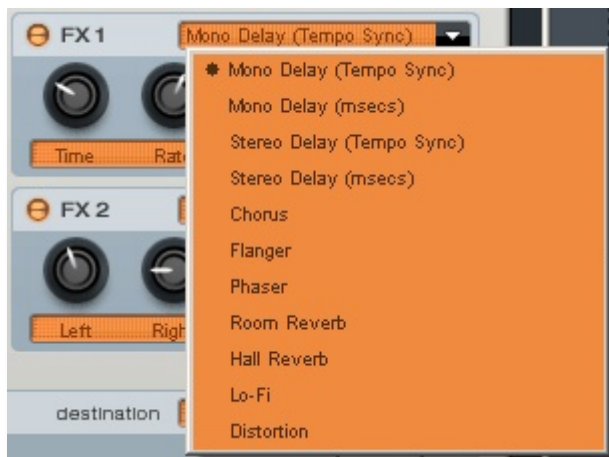 FX 1 Mono Delay (Tempo Sync)
Mono Delay (Tempo Sync)
Mono Delay (msecs)
Stereo Delay (Tempo Sync)
Stereo Delay (msecs)
Chorus
Flanger
Phaser
Room Reverb
Hall Reverb
Lo-Fi
Distortion
Time
FX 2
Left
destination